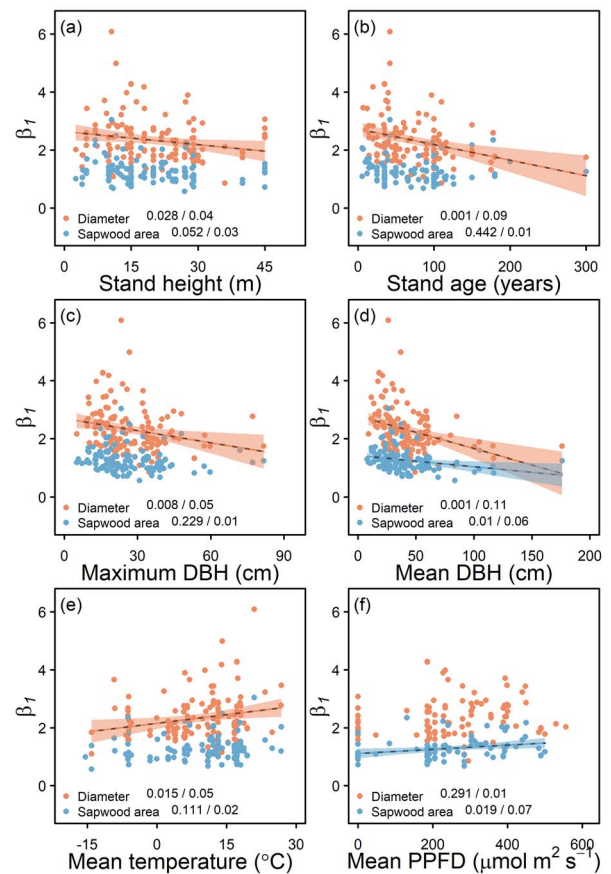 (a)
(b)
6
4
2
0
β1
Diameter 0.028 / 0.04
Sapwood area 0.052 / 0.03
0 15 30 45
Stand height (m)
6
4
2
0
β1
Diameter 0.001 / 0.09
Sapwood area 0.442 / 0.01
0 100 200 300
Stand age (years)
(c)
(d)
6
4
2
0
β1
Diameter 0.008 / 0.05
Sapwood area 0.229 / 0.01
0 30 60 90
Maximum DBH (cm)
6
4
2
0
β1
Diameter 0.001 / 0.11
Sapwood area 0.01 / 0.06
0 50 100 150 200
Mean DBH (cm)
(e)
(f)
6
4
2
0
β1
Diameter 0.015 / 0.05
Sapwood area 0.111 / 0.02
-15 0 15 30
Mean temperature (°C)
6
4
2
0
β1
Diameter 0.291 / 0.01
Sapwood area 0.019 / 0.07
0 200 400 600
Mean PPFD (μmol m² s⁻¹)